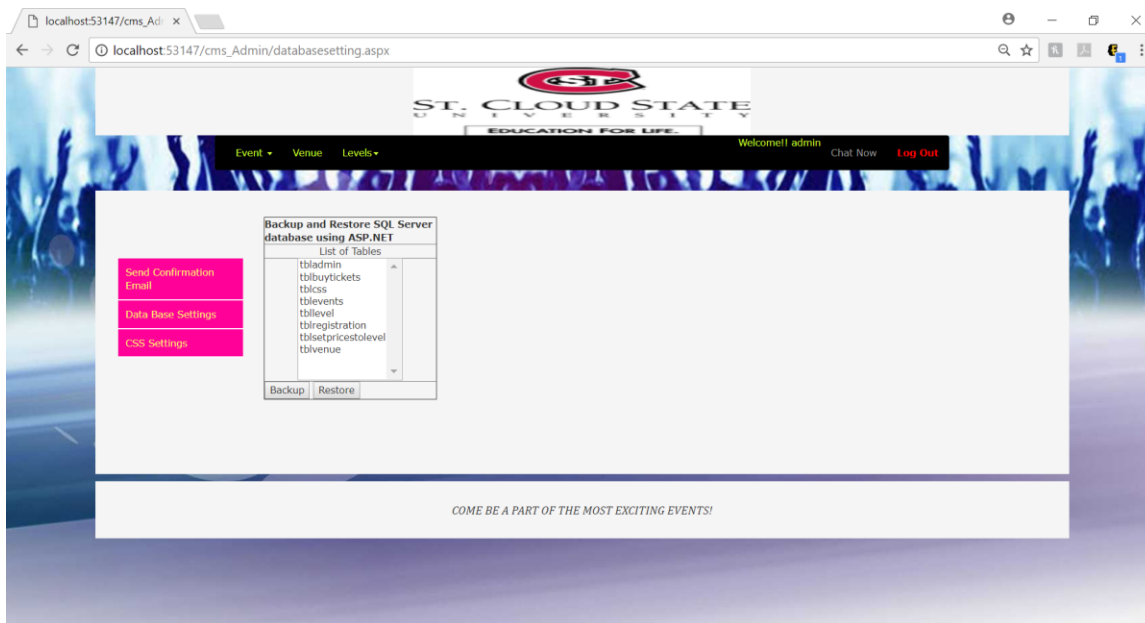 localhost:53147/cms_Adm
localhost:53147/cms_Admin/databasesetting.aspx
ST. CLOUD STATE
UNIVERSITY
EDUCATION FOR LIFE.
Event Venue Levels Welcome!! admin Chat Now Log Out
Backup and Restore SQL Server
database using ASP.NET
List of Tables
tbladmin
tblbuytickets
tblcss
tblevents
tbllevel
tblregistration
tblsetpricestolevel
tblvenue
Backup Restore
Send Confirmation
Email
Data Base Settings
CSS Settings
COME BE A PART OF THE MOST EXCITING EVENTS!